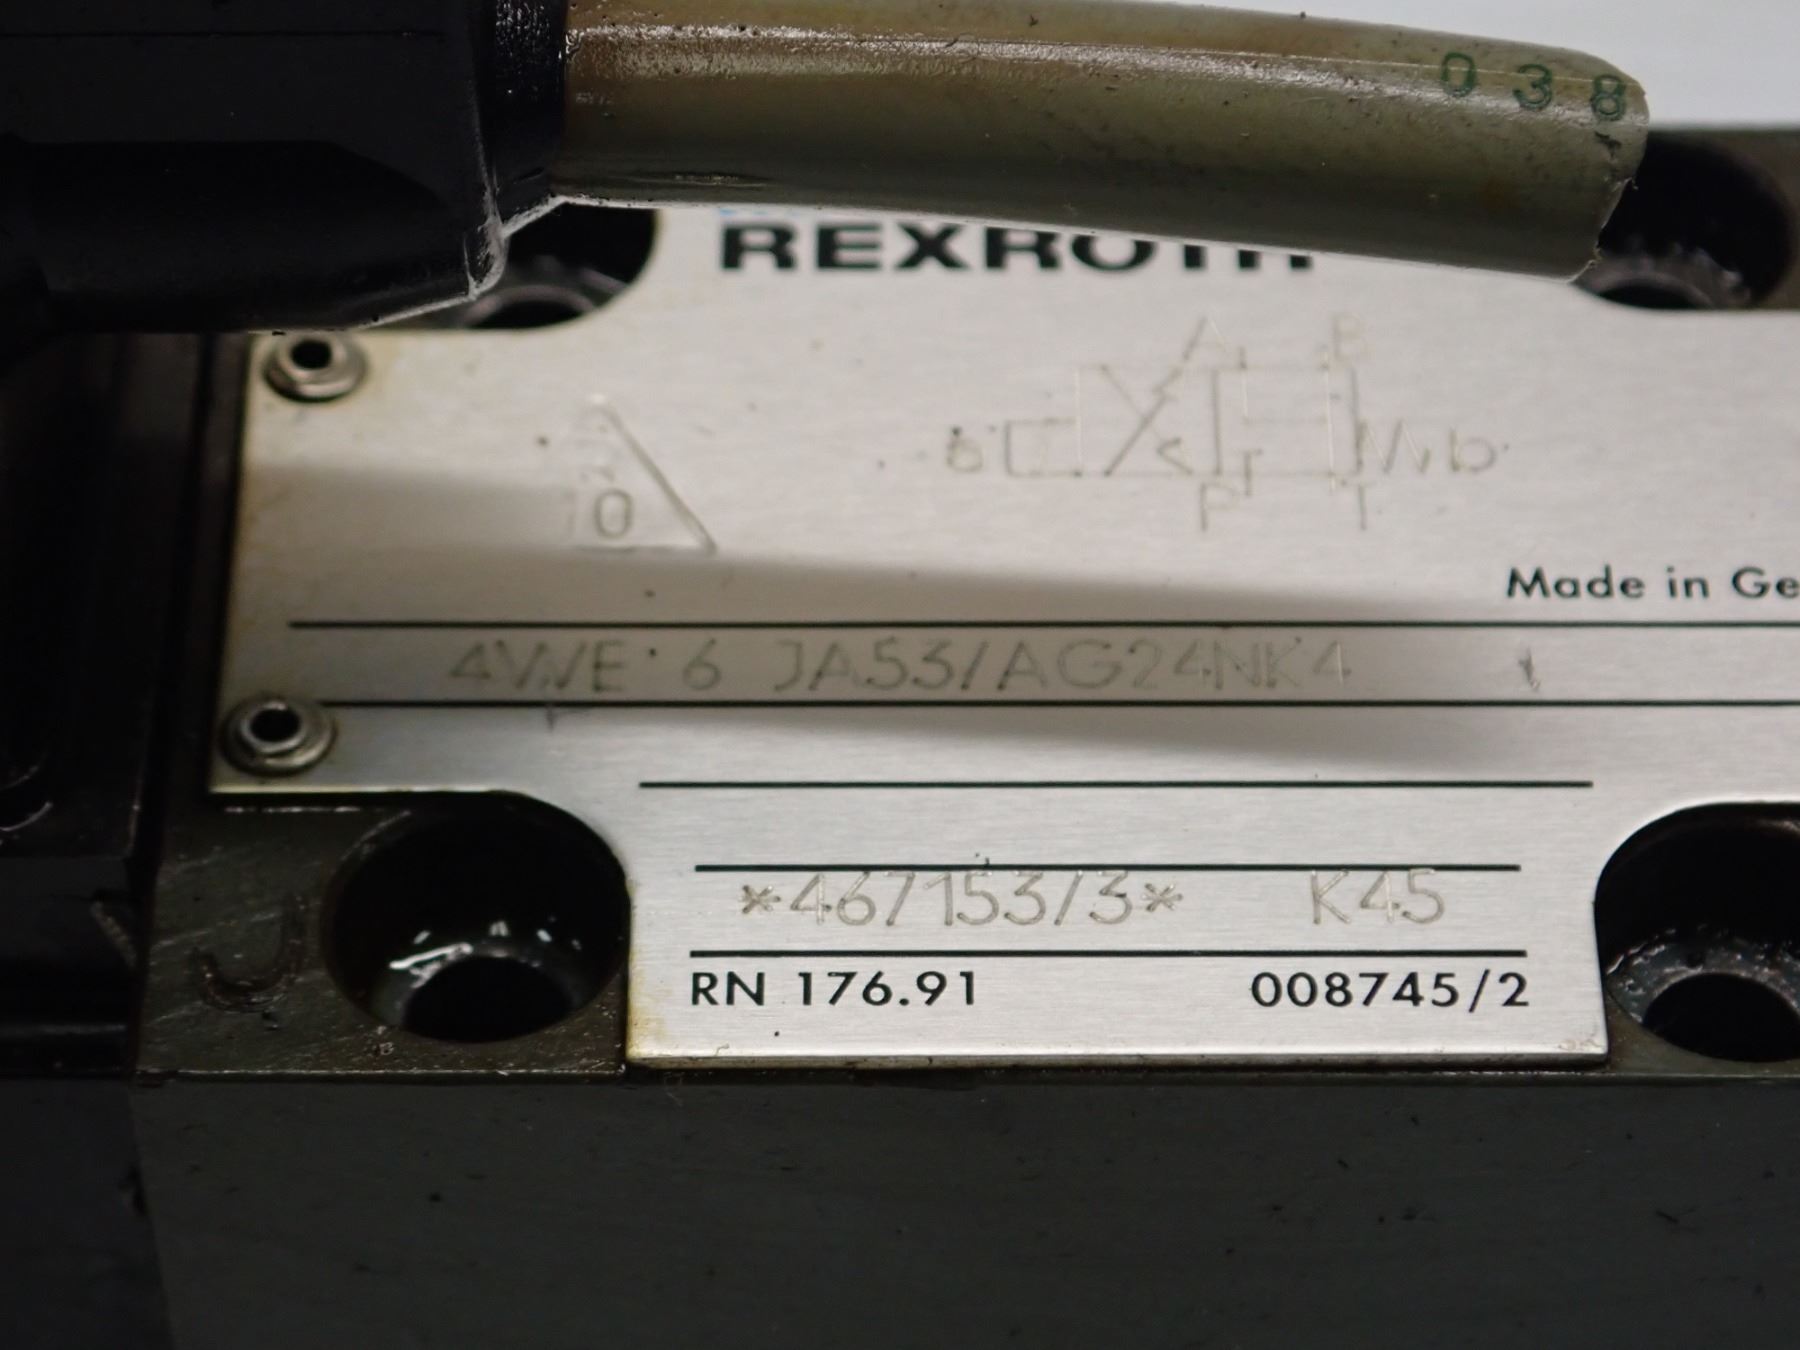 038
REXROTH
A B
a b
P T
Made in Ge
4WE 6 JA53/AG24NK4
*467153/3* K45
RN 176.91 008745/2